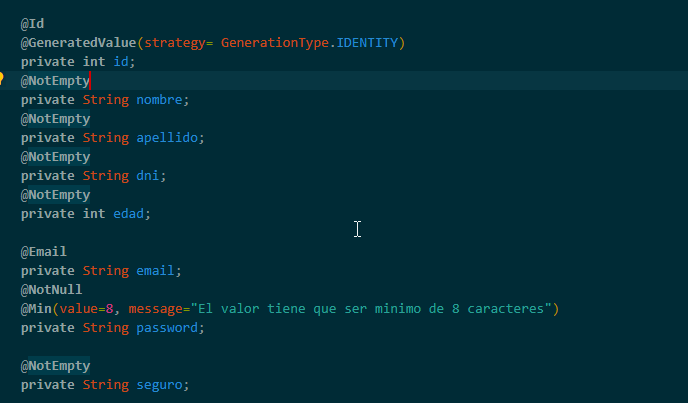 @Id
@GeneratedValue(strategy= GenerationType.IDENTITY)
private int id;
@NotEmpty
private String nombre;
@NotEmpty
private String apellido;
@NotEmpty
private String dni;
@NotEmpty
private int edad;
@Email
private String email;
@NotNull
@Min(value=8, message="El valor tiene que ser minimo de 8 caracteres")
private String password;
@NotEmpty
private String seguro;